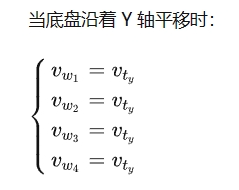 当底盘沿着 Y 轴平移时：
v_{w_1} = v_{t_y}
v_{w_2} = v_{t_y}
v_{w_3} = v_{t_y}
v_{w_4} = v_{t_y}